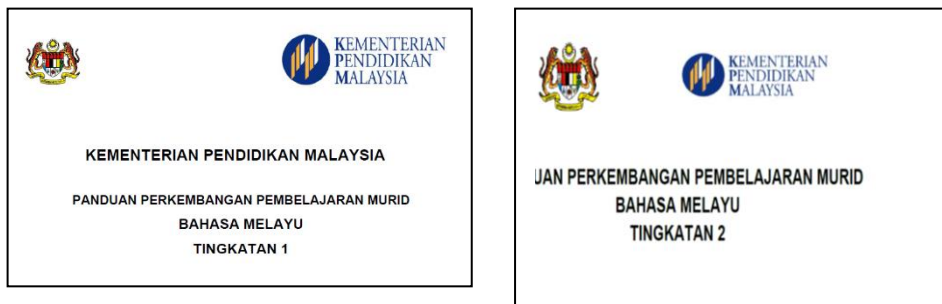 KEMENTERIAN
PENDIDIKAN
MALAYSIA
KEMENTERIAN PENDIDIKAN MALAYSIA
PANDUAN PERKEMBANGAN PEMBELAJARAN MURID
BAHASA MELAYU
TINGKATAN 1
KEMENTERIAN
PENDIDIKAN
MALAYSIA
UAN PERKEMBANGAN PEMBELAJARAN MURID
BAHASA MELAYU
TINGKATAN 2